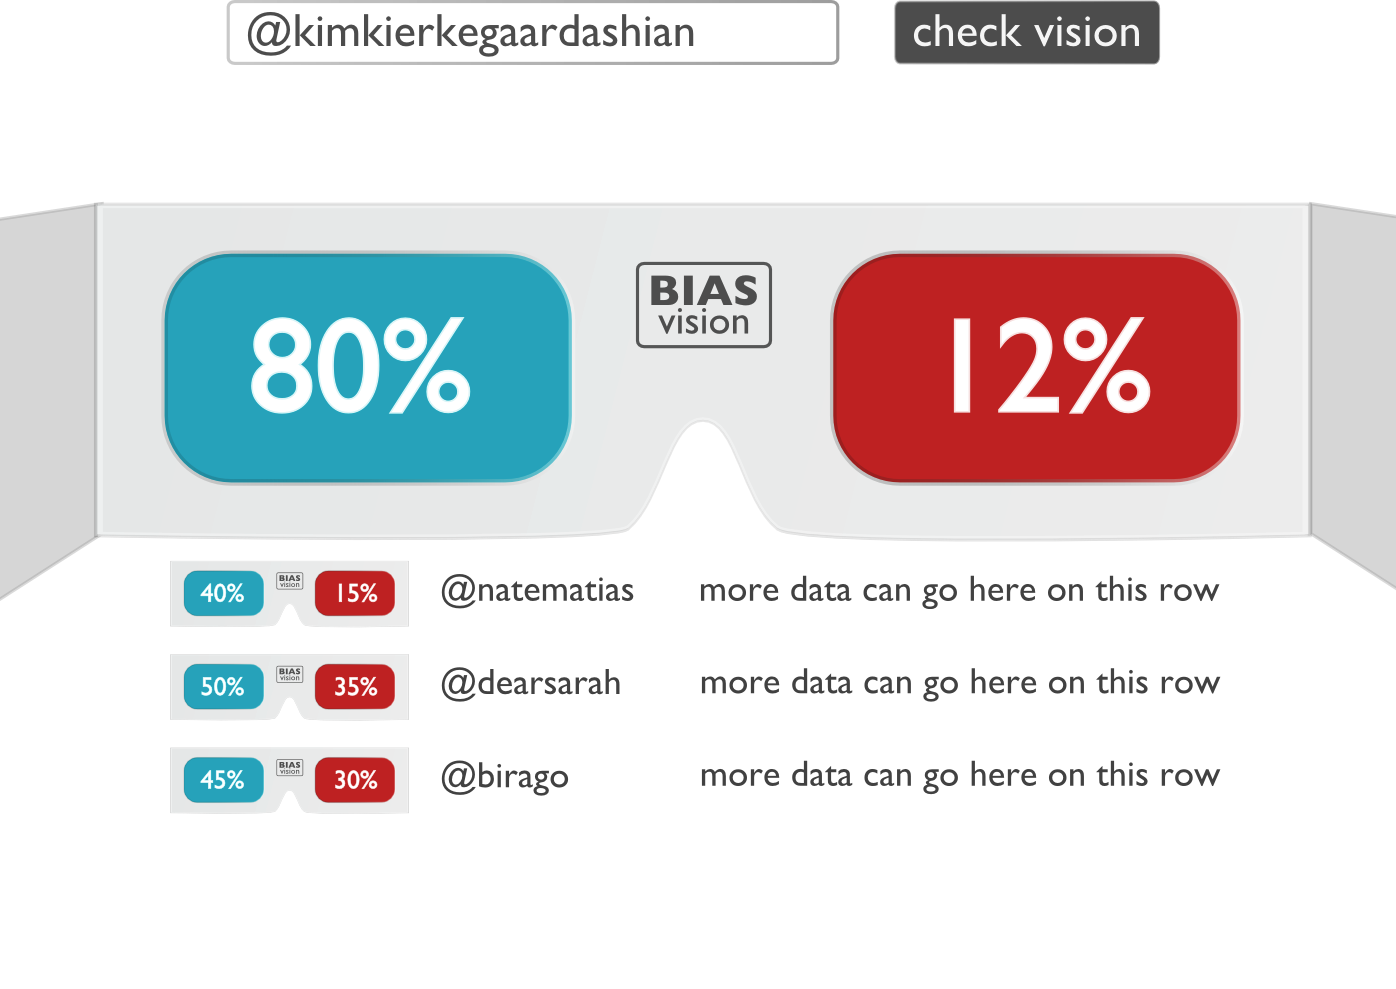 @kimkierkegaardashian check vision
BIAS
vision
80% 12%
40% BIAS vision 15% @natematias more data can go here on this row
50% BIAS vision 35% @dearsarah more data can go here on this row
45% BIAS vision 30% @birago more data can go here on this row